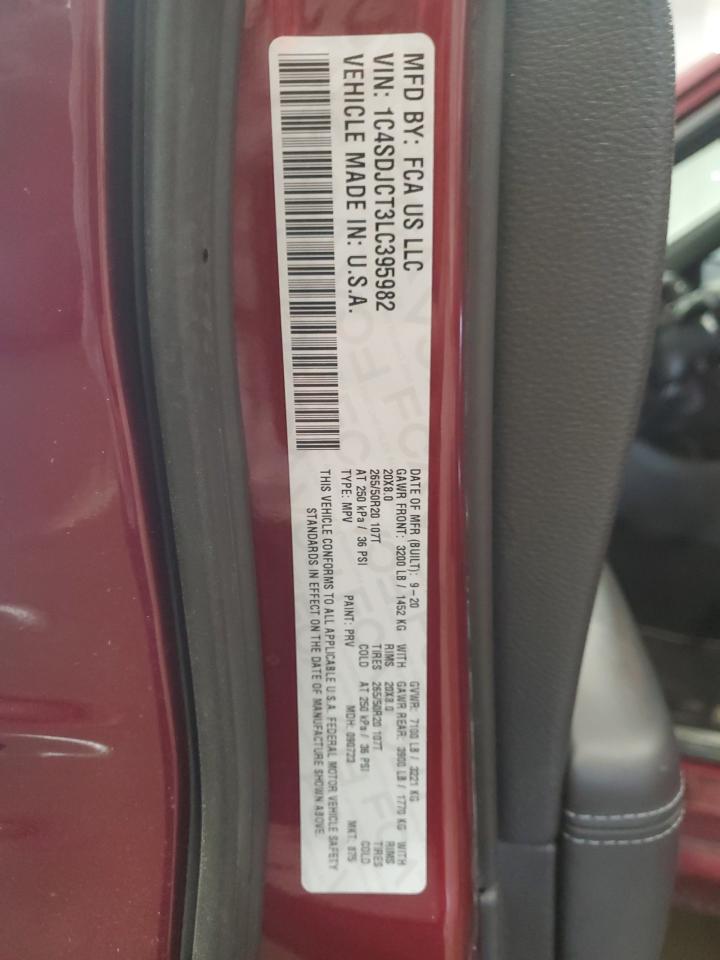 MFD BY: FCA US LLC
VIN: 1C4SDJCT3LC395982
VEHICLE MADE IN: U.S.A.
DATE OF MFR (BUILT): 9-20 GVWR: 7100 LB / 3221 KG
GAWR FRONT: 3200 LB / 1452 KG WITH GAWR REAR: 3900 LB / 1770 KG WITH
20X8.0 RIMS 20X8.0 RIMS
265/50R20 107T TIRES 265/50R20 107T TIRES
AT 250 kPa / 36 PSI COLD AT 250 kPa / 36 PSI COLD
TYPE: MPV PAINT: PRV MDH: 090723 MKT: 875
THIS VEHICLE CONFORMS TO ALL APPLICABLE U.S.A. FEDERAL MOTOR VEHICLE SAFETY
STANDARDS IN EFFECT ON THE DATE OF MANUFACTURE SHOWN ABOVE.